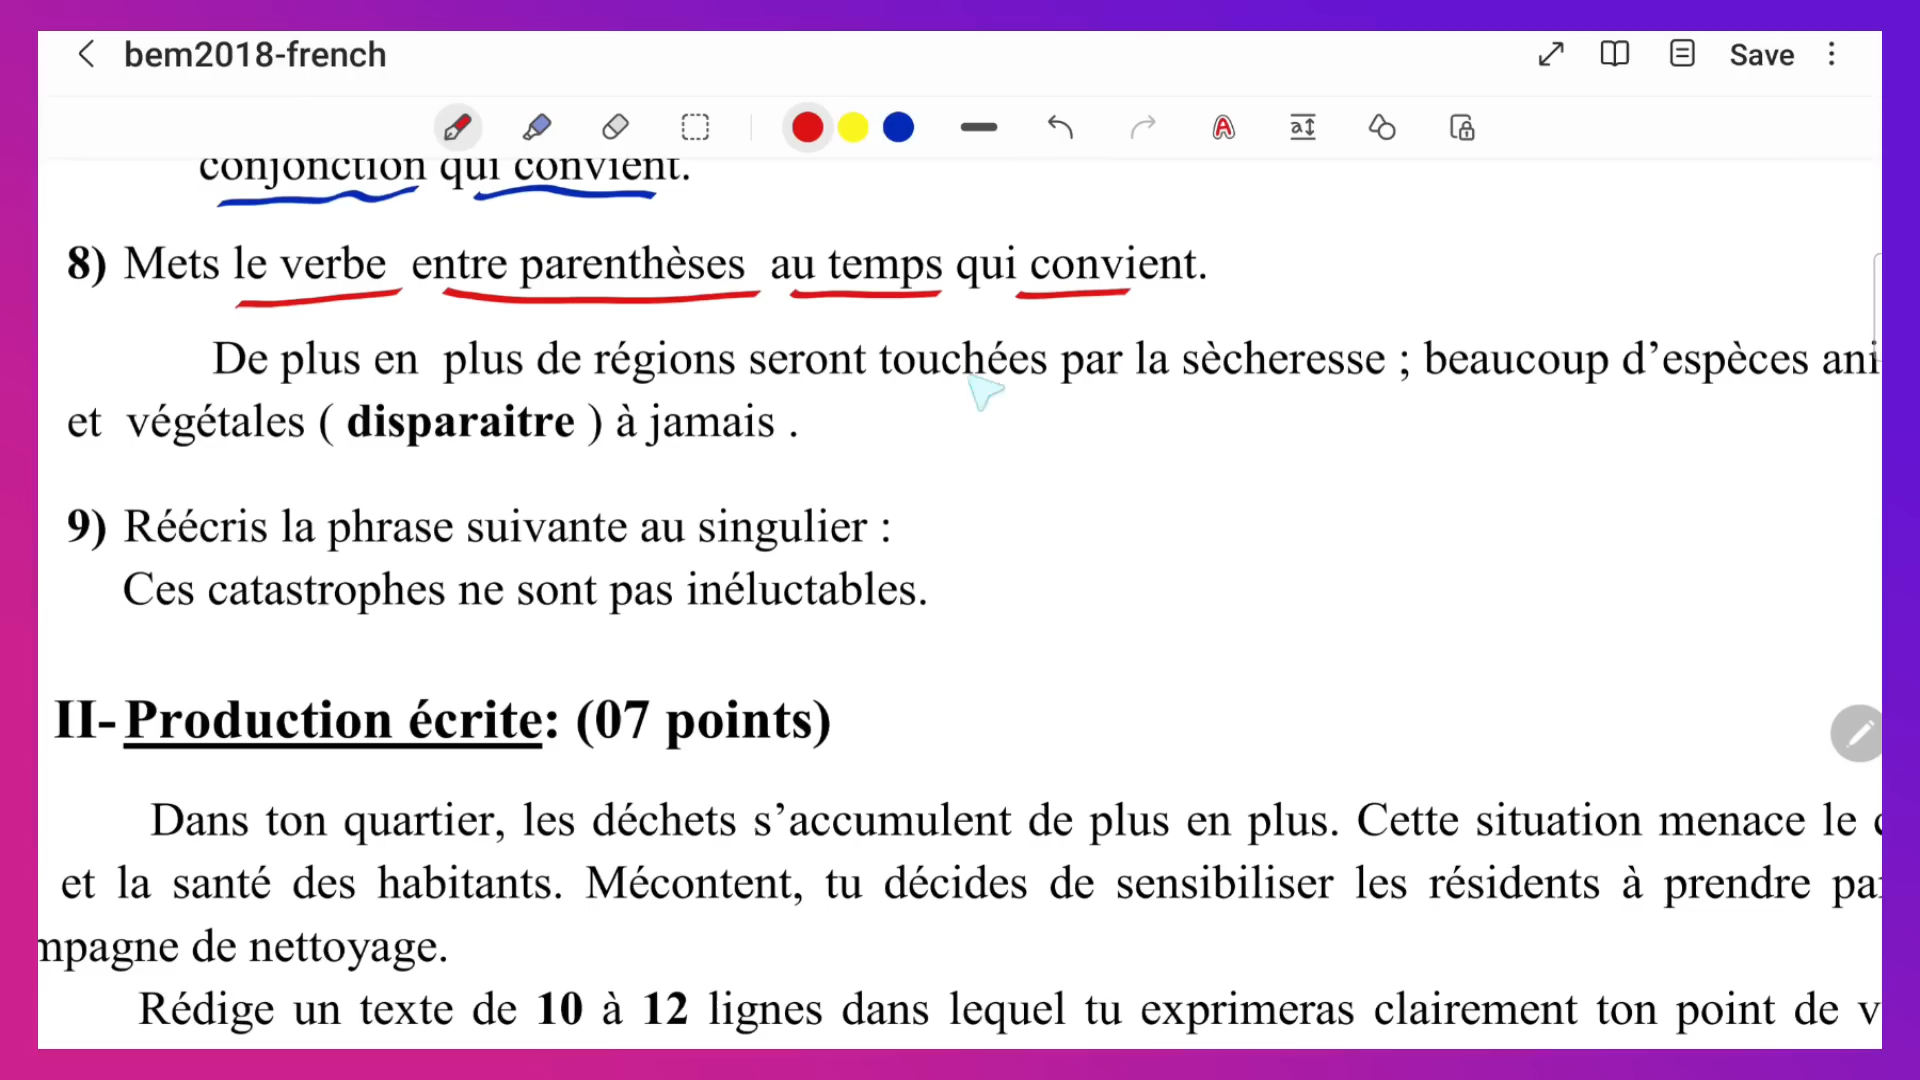 bem2018-french
Save
conjonction qui convient.
8) Mets le verbe entre parenthèses au temps qui convient.
De plus en plus de régions seront touchées par la sècheresse ; beaucoup d’espèces
et végétales ( disparaitre ) à jamais .
9) Réécris la phrase suivante au singulier :
Ces catastrophes ne sont pas inéluctables.
II- Production écrite: (07 points)
Dans ton quartier, les déchets s’accumulent de plus en plus. Cette situation menace le
et la santé des habitants. Mécontent, tu décides de sensibiliser les résidents à prendre
mpagne de nettoyage.
Rédige un texte de 10 à 12 lignes dans lequel tu exprimeras clairement ton point de